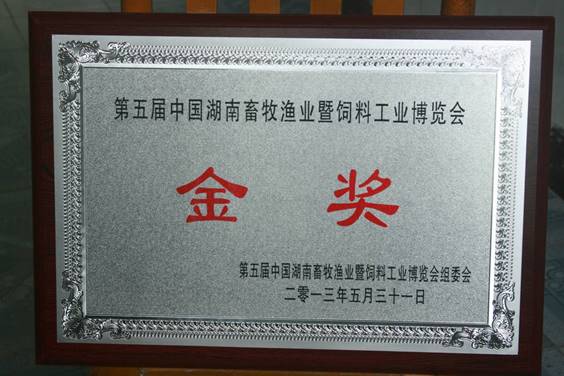 第五届中国湖南畜牧渔业暨饲料工业博览会
金奖
第五届中国湖南畜牧渔业暨饲料工业博览会组委会
二零一三年五月三十一日